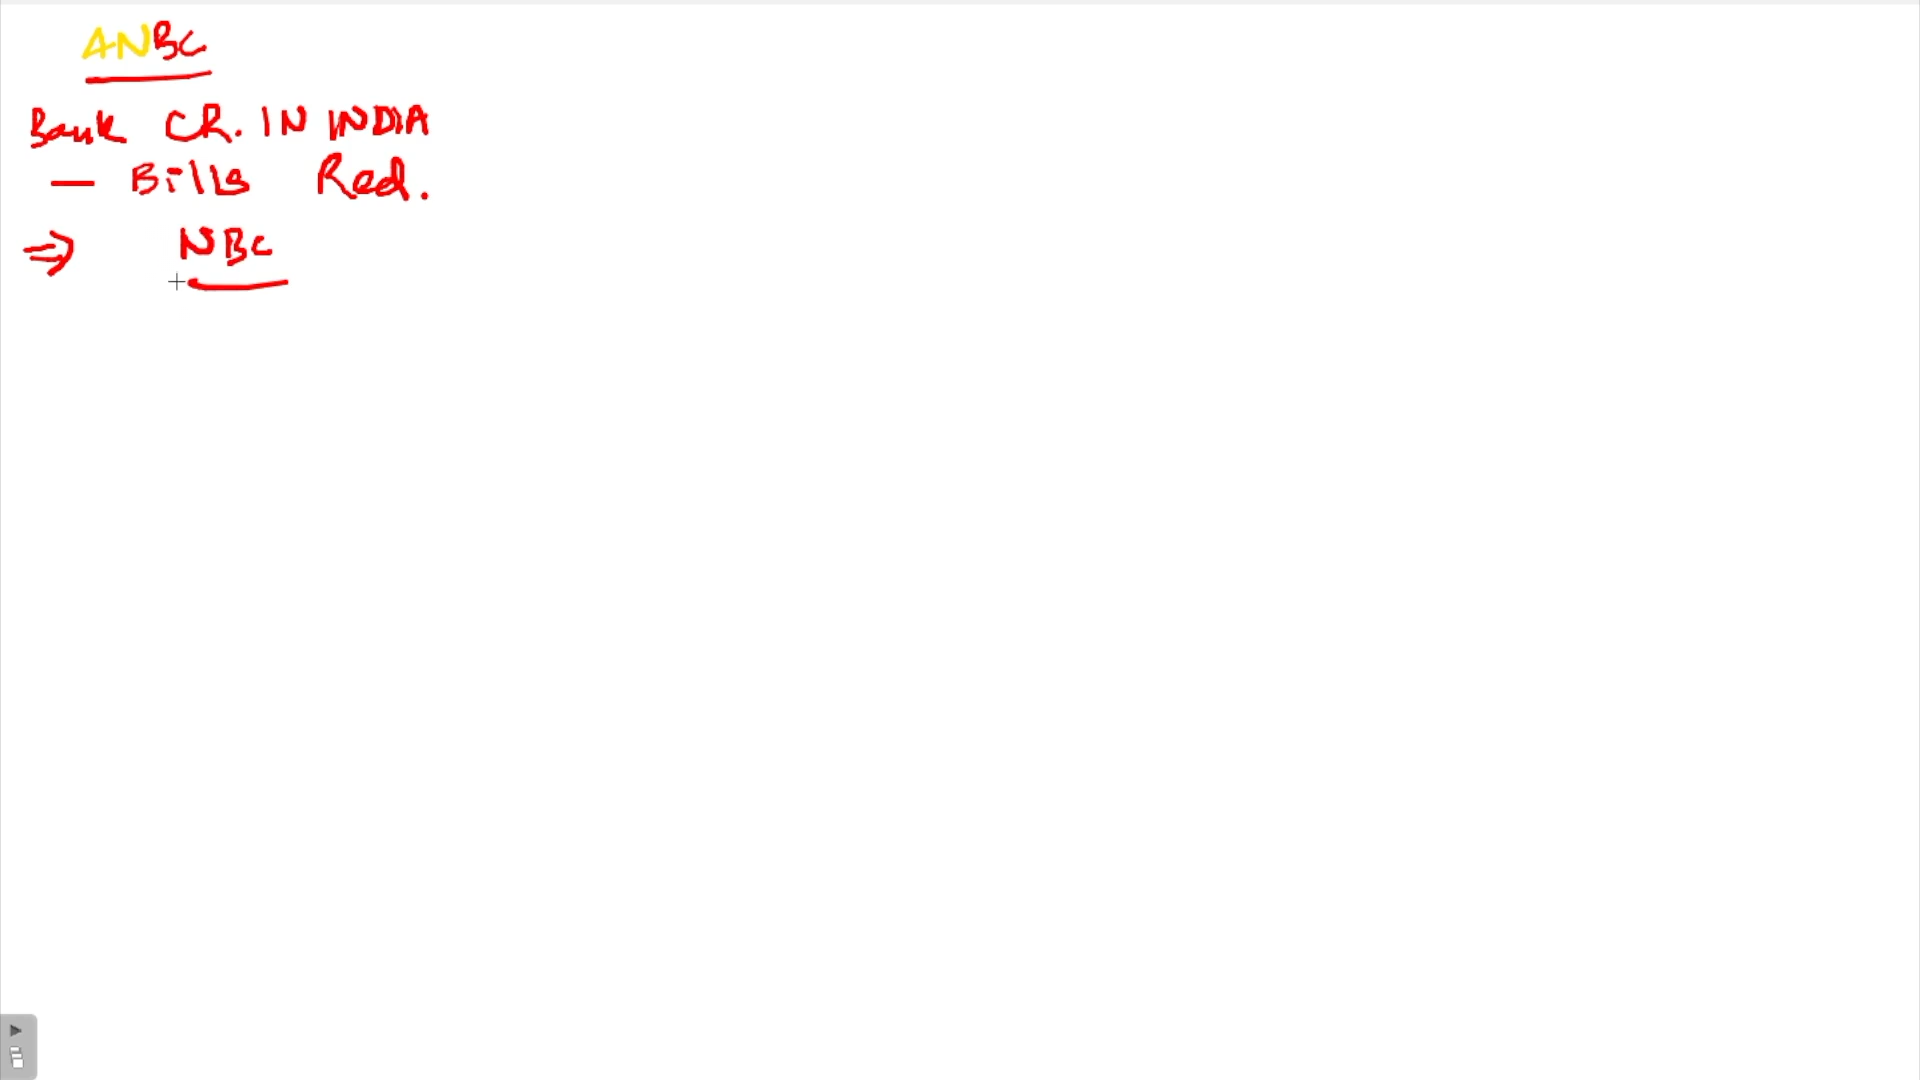 ANBC
Bank CR. IN INDIA
— Bills Red.
⇒ NBC